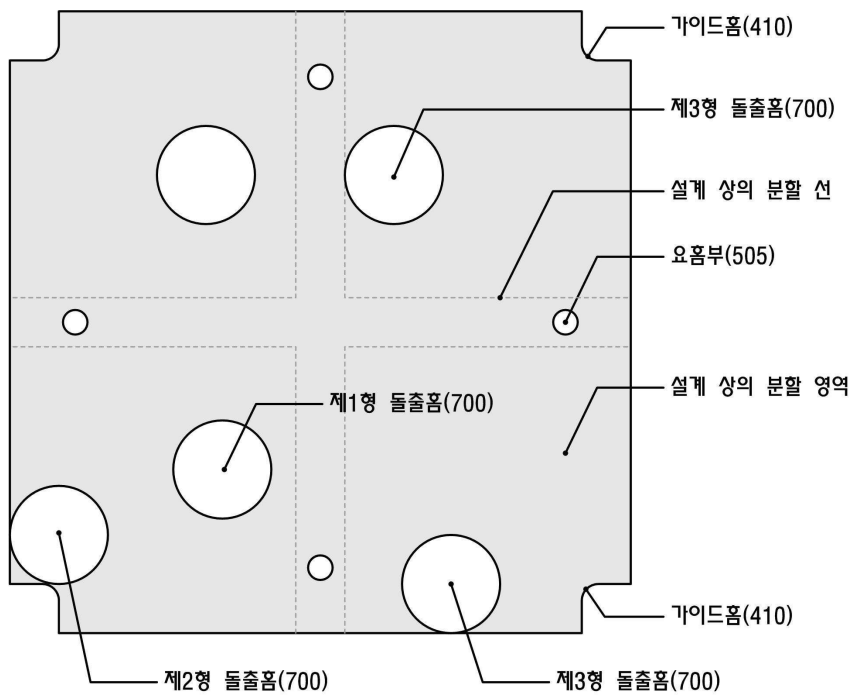 가이드홈(410)
제3형 돌출홈(700)
설계 상의 분할 선
요홈부(505)
설계 상의 분할 영역
제1형 돌출홈(700)
가이드홈(410)
제2형 돌출홈(700)
제3형 돌출홈(700)